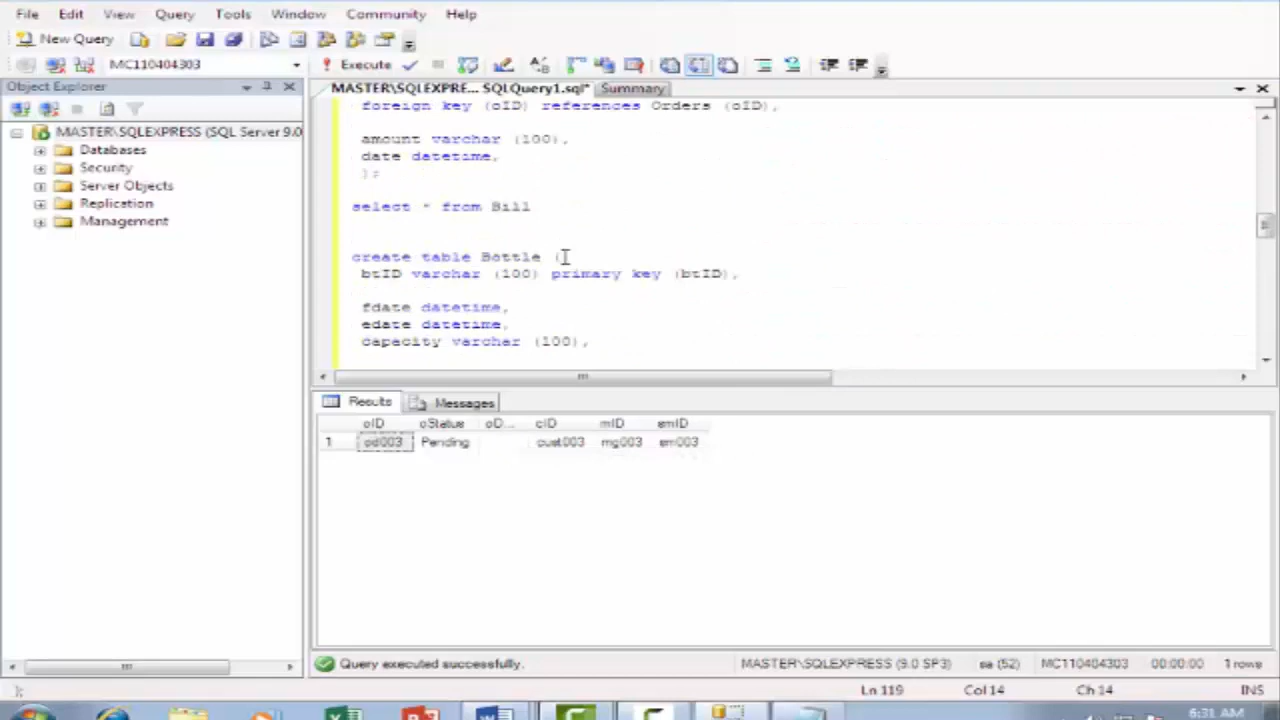 File Edit View Query Tools Window Community Help
New Query
MC110404303 Execute
Object Explorer
MASTER\SQLEXPRE... SQLQuery1.sql* Summary
MASTER\SQLEXPRESS (SQL Server 9.0
Databases
Security
Server Objects
Replication
Management
foreign key (oID) references Orders (oID),
amount varchar (100),
date datetime,
);
select * from Bill
create table Bottle (
btID varchar (100) primary key (btID),
fdate datetime,
edate datetime,
capacity varchar (100),
Results Messages
oID oStatus oD... cID mID emID
1 od003 Pending cust003 mg003 em003
Query executed successfully. MASTER\SQLEXPRESS (9.0 SP3) sa (52) MC110404303 00:00:00 1 rows
Ln 119 Col 14 Ch 14 INS
6:31 AM